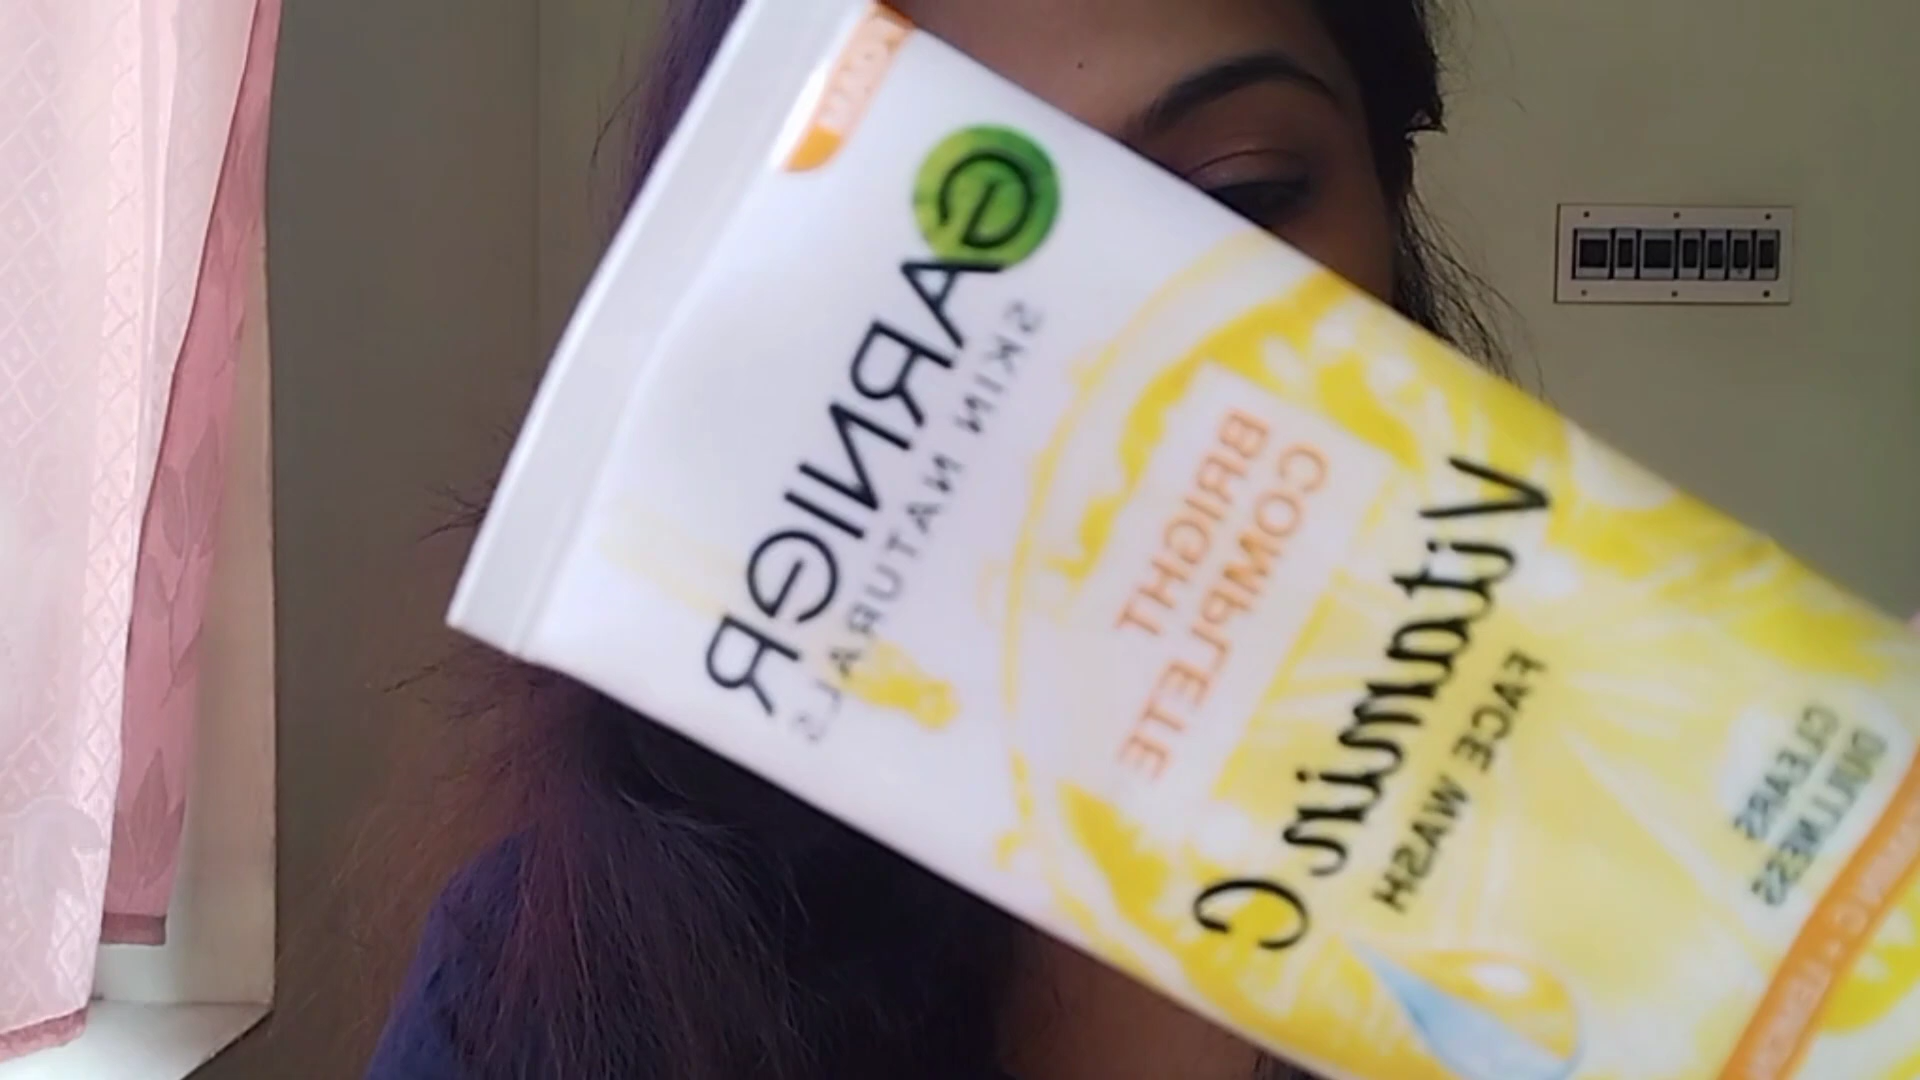 GARNIER
SKIN NATURALS
BRIGHT
COMPLETE
Vitamin C
FACE WASH
CLEARS
DULLNESS